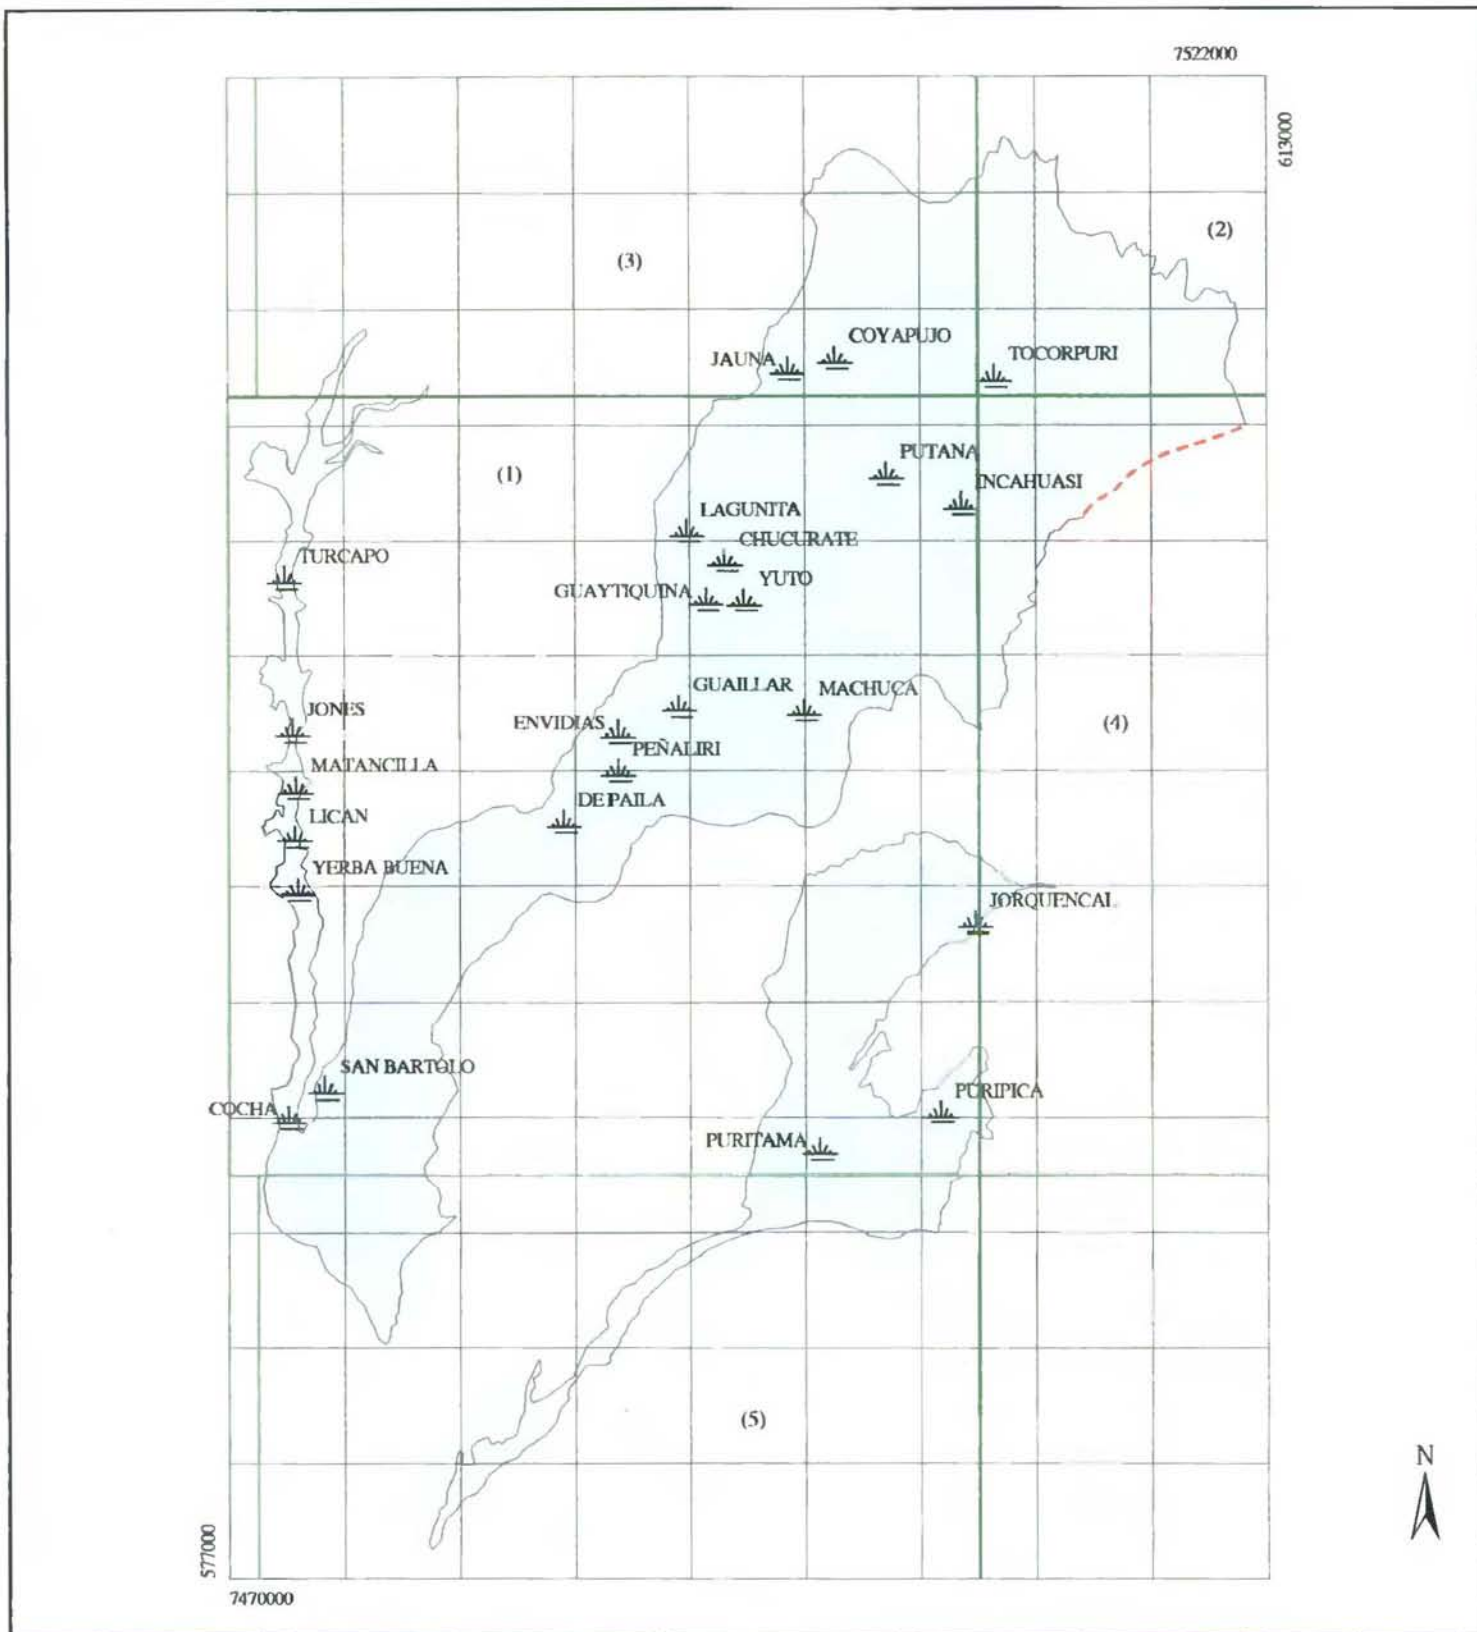 7522000
613000
(2)
(3)
COYAPUJO
JAUNA
TOCORPURI
PUTANA
(1)
INCAHUASI
LAGUNITA
CHUCURATE
TURCAPO
YUTO
GUAYTIQUINA
GUAILLAR
MACHUCA
JONES
ENVIDIAS
(4)
PEÑALIRI
MATANCILLA
DE PAILA
LICAN
YERBA BUENA
JORQUENCAL
SAN BARTOLO
PURIPICA
COCHA
PURITAMA
(5)
N
577000
7470000